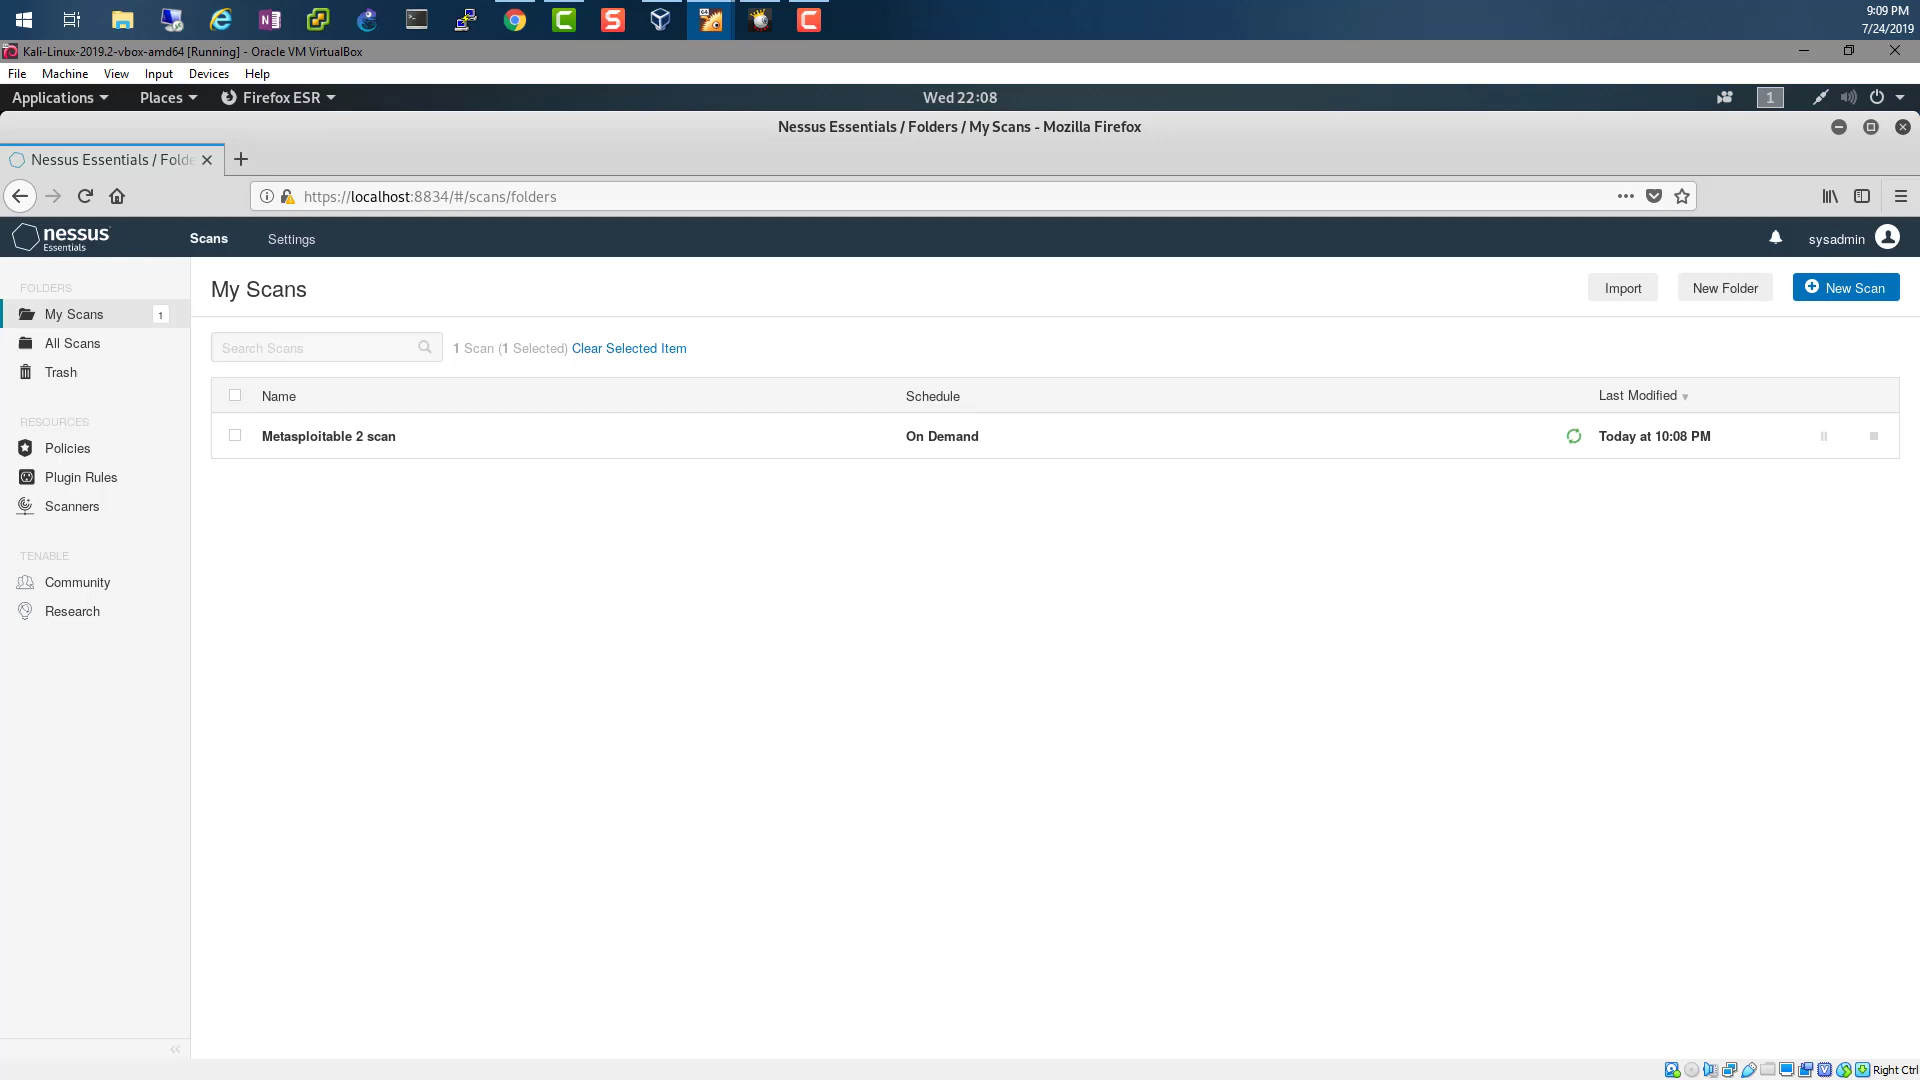 9:09 PM
7/24/2019
Kali-Linux-2019.2-vbox-amd64 [Running] - Oracle VM VirtualBox
File Machine View Input Devices Help
Applications Places Firefox ESR Wed 22:08 1
Nessus Essentials / Folders / My Scans - Mozilla Firefox
Nessus Essentials / Folde
https://localhost:8834/#/scans/folders
nessus Essentials Scans Settings sysadmin
FOLDERS
My Scans 1
All Scans
Trash
RESOURCES
Policies
Plugin Rules
Scanners
TENABLE
Community
Research
My Scans Import New Folder New Scan
Search Scans 1 Scan (1 Selected) Clear Selected Item
Name Schedule Last Modified
Metasploitable 2 scan On Demand Today at 10:08 PM
Right Ctrl